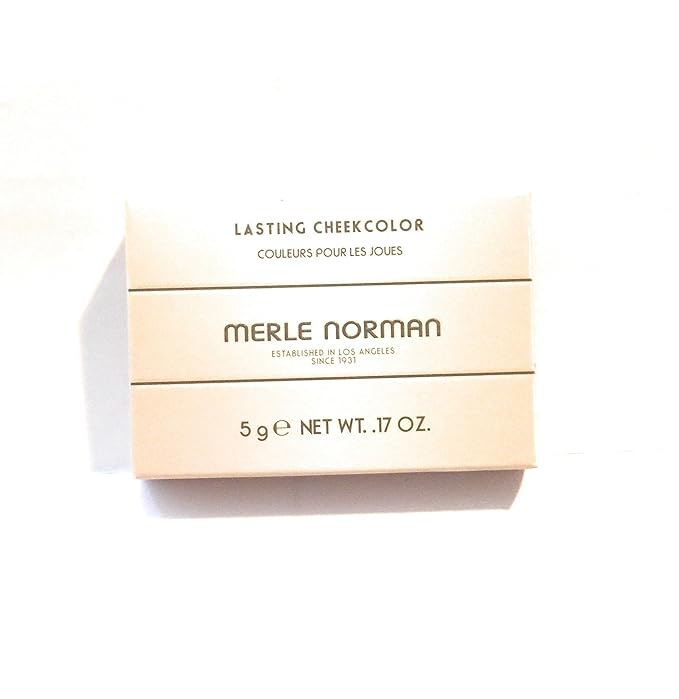 LASTING CHEEKCOLOR
COULEURS POUR LES JOUES
MERLE NORMAN
ESTABLISHED IN LOS ANGELES
SINCE 1931
5 g ℮ NET WT. .17 OZ.